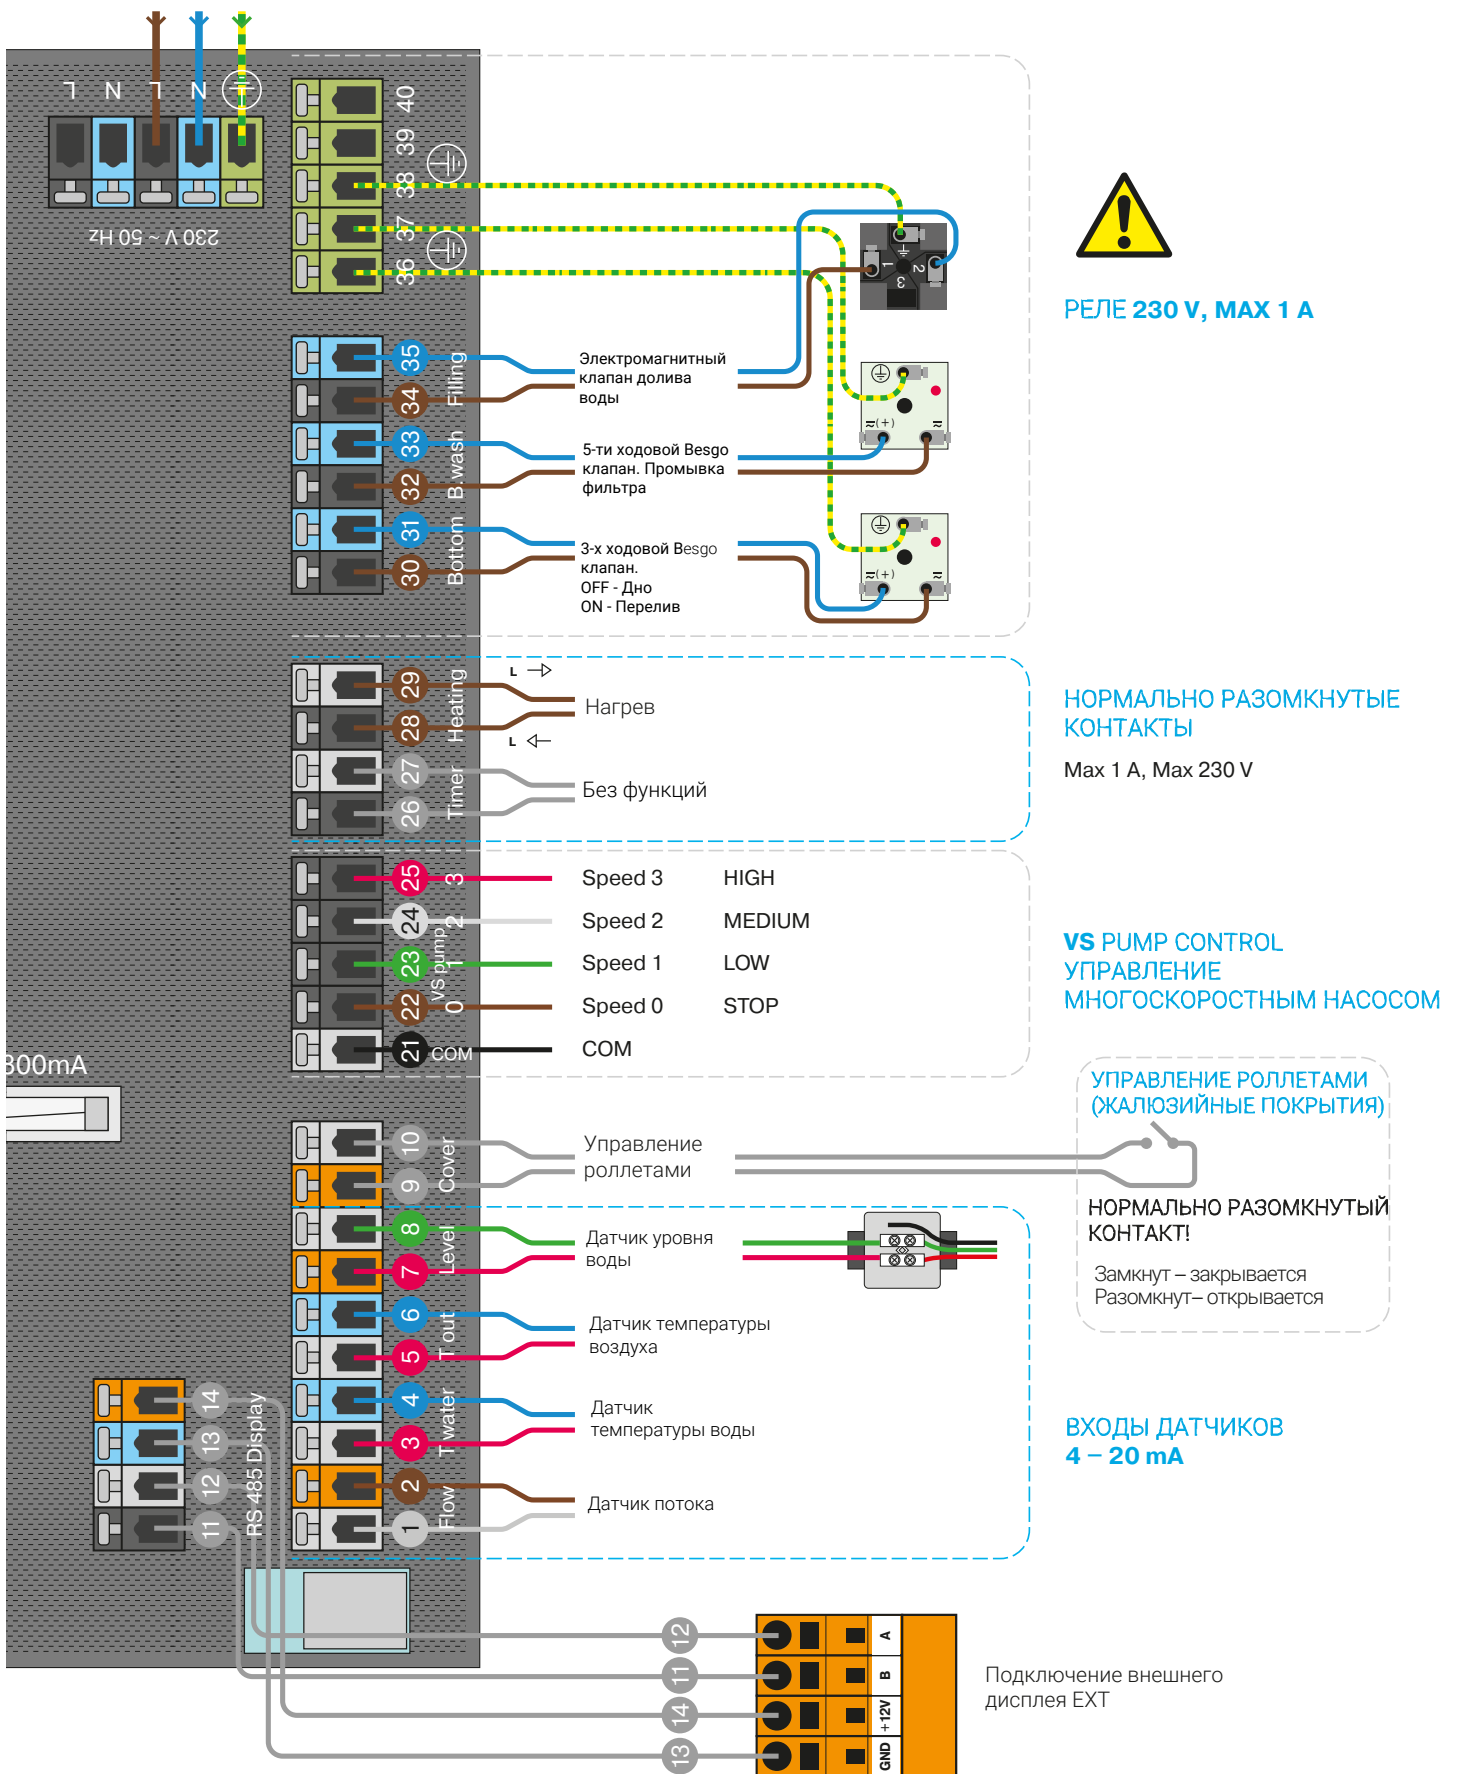 L N L N
230 V ~ 50 Hz
40
39
38
37
36
35
34
Filling
33
32
B.wash
31
30
Bottom
Электромагнитный
клапан долива
воды
5-ти ходовой Besgo
клапан. Промывка
фильтра
3-х ходовой Besgo
клапан.
OFF - Дно
ON - Перелив
1 2 3
≂(+) ≂
≂(+) ≂
РЕЛЕ 230 V, MAX 1 A
29
28
Heating
27
26
Timer
L
Нагрев
L
Без функций
НОРМАЛЬНО РАЗОМКНУТЫЕ
КОНТАКТЫ
Max 1 A, Max 230 V
25 3 Speed 3 HIGH
24 2 Speed 2 MEDIUM
23 1 Speed 1 LOW
22 0 Speed 0 STOP
VS pump
21 COM COM
VS PUMP CONTROL
УПРАВЛЕНИЕ
МНОГОСКОРОСТНЫМ НАСОСОМ
300mA
10
9
Cover
Управление
роллетами
УПРАВЛЕНИЕ РОЛЛЕТАМИ
(ЖАЛЮЗИЙНЫЕ ПОКРЫТИЯ)
НОРМАЛЬНО РАЗОМКНУТЫЙ
КОНТАКТ!
Замкнут – закрывается
Разомкнут– открывается
8
7
Level
Датчик уровня
воды
6
5
T out
Датчик температуры
воздуха
4
3
T water
Датчик
температуры воды
2
1
Flow
Датчик потока
ВХОДЫ ДАТЧИКОВ
4 – 20 mA
14
13
12
11
RS-485 Display
12 A
11 B
14 +12V
13 GND
Подключение внешнего
дисплея EXT